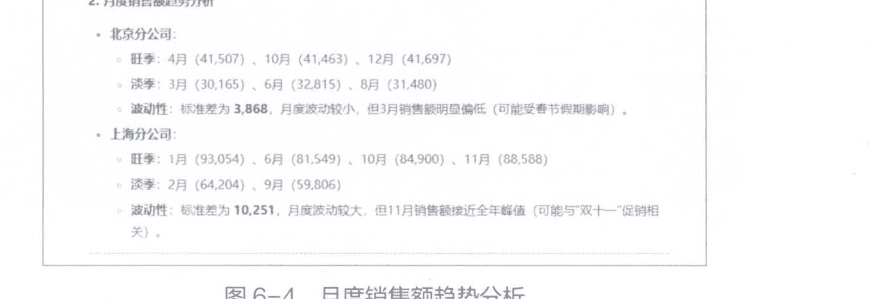 2. 月度销售额趋势分析
• 北京分公司：
◦ 旺季：4月（41,507）、10月（41,463）、12月（41,697）
◦ 淡季：3月（30,165）、6月（32,815）、8月（31,480）
◦ 波动性：标准差为 3,868，月度波动较小，但3月销售额明显偏低（可能受春节假期影响）。
• 上海分公司：
◦ 旺季：1月（93,054）、6月（81,549）、10月（84,900）、11月（88,588）
◦ 淡季：2月（64,204）、9月（59,806）
◦ 波动性：标准差为 10,251，月度波动较大，但11月销售额接近全年峰值（可能与“双十一”促销相
关）。
图 6-4 月度销售额趋势分析